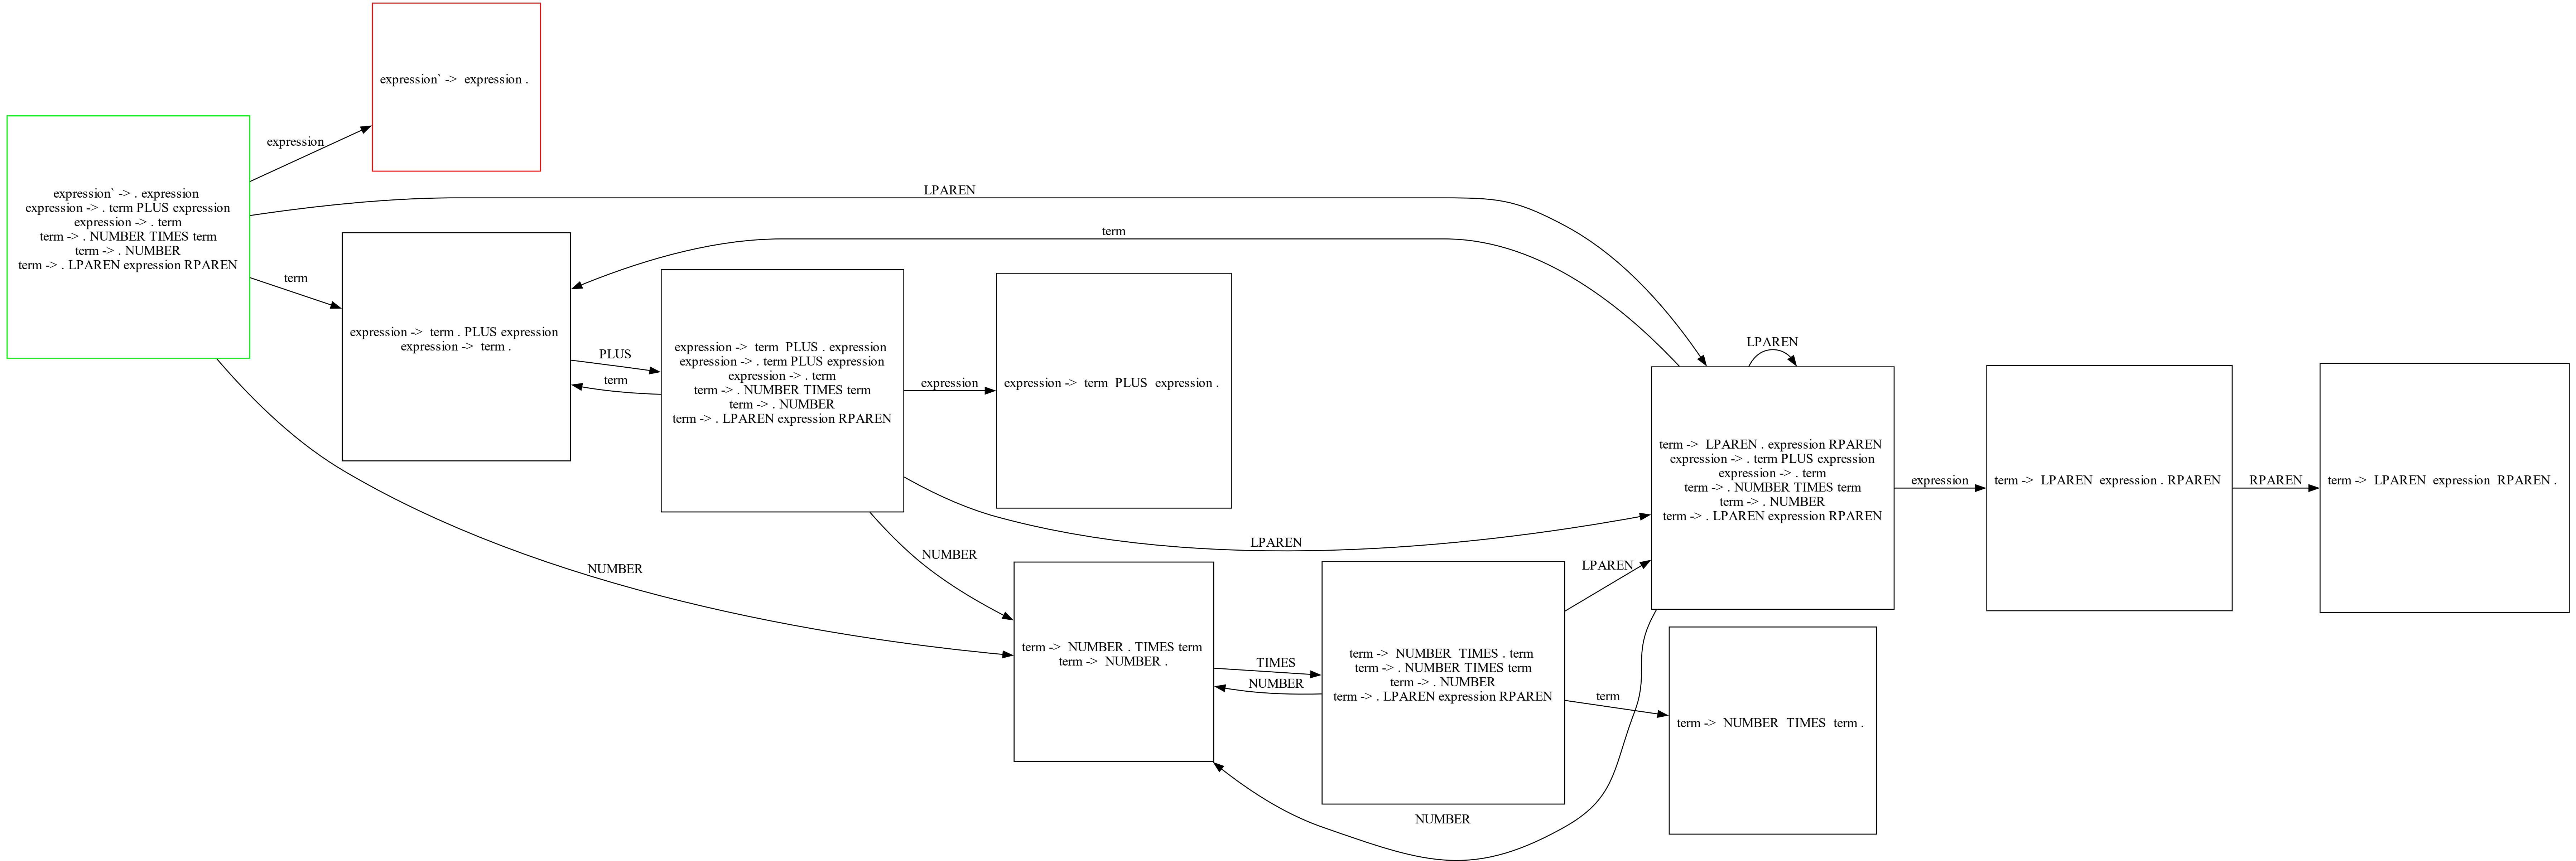 expression` -> expression .
expression
expression` -> . expression
expression -> . term PLUS expression
expression -> . term
term -> . NUMBER TIMES term
term -> . NUMBER
term -> . LPAREN expression RPAREN
LPAREN
term
term
expression -> term . PLUS expression
expression -> term .
PLUS
term
expression -> term PLUS . expression
expression -> . term PLUS expression
expression -> . term
term -> . NUMBER TIMES term
term -> . NUMBER
term -> . LPAREN expression RPAREN
expression
expression -> term PLUS expression .
LPAREN
term -> LPAREN . expression RPAREN
expression -> . term PLUS expression
expression -> . term
term -> . NUMBER TIMES term
term -> . NUMBER
term -> . LPAREN expression RPAREN
expression
term -> LPAREN expression . RPAREN
RPAREN
term -> LPAREN expression RPAREN .
LPAREN
NUMBER
NUMBER
LPAREN
term -> NUMBER . TIMES term
term -> NUMBER .
TIMES
NUMBER
term -> NUMBER TIMES . term
term -> . NUMBER TIMES term
term -> . NUMBER
term -> . LPAREN expression RPAREN
term
term -> NUMBER TIMES term .
NUMBER